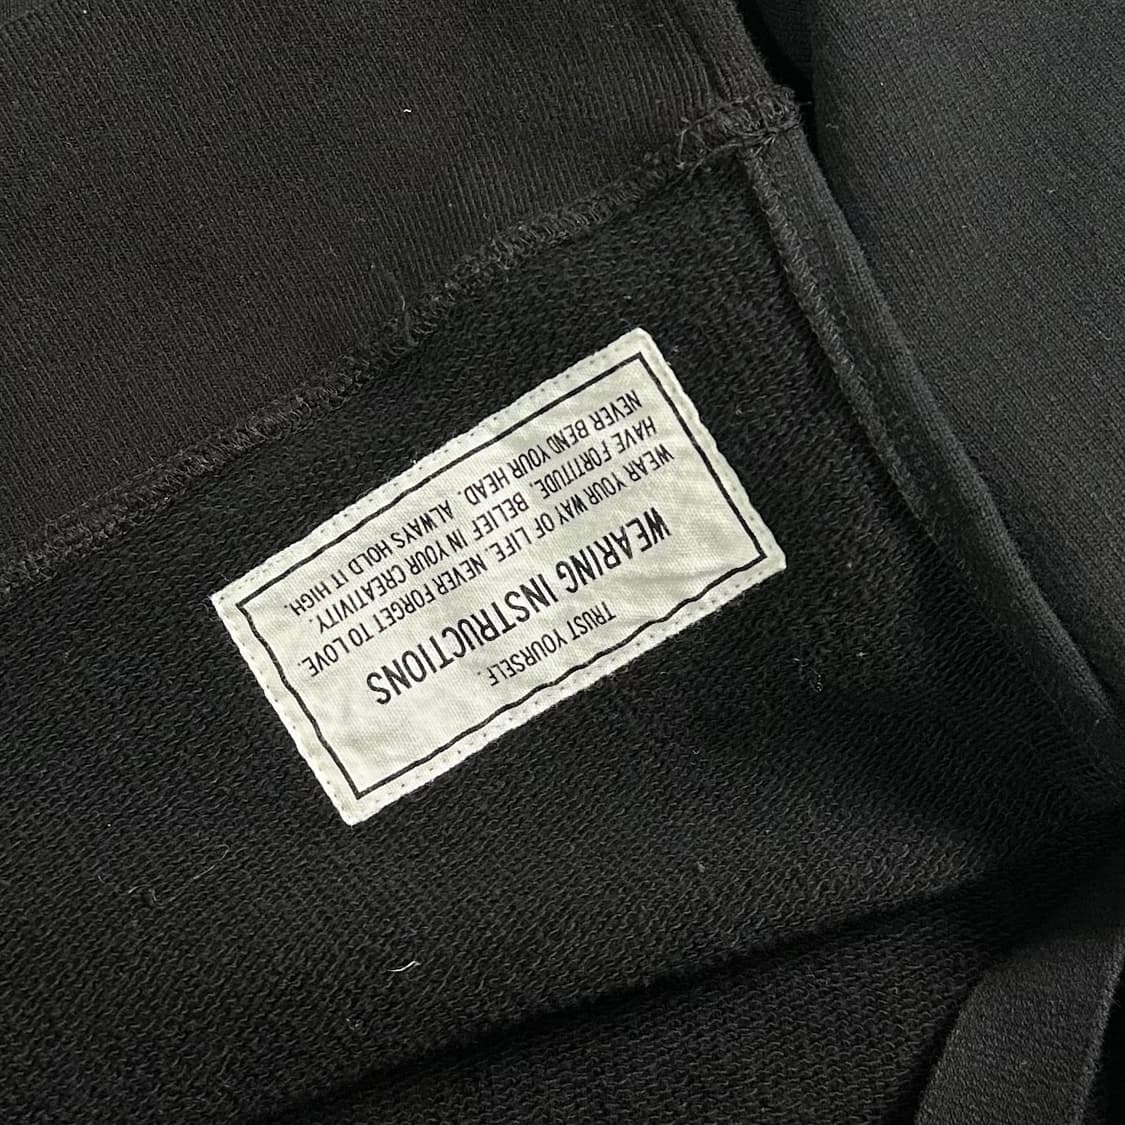 TRUST YOURSELF.
WEARING INSTRUCTIONS
WEAR YOUR WAY OF LIFE. NEVER FORGET TO LOVE.
HAVE FORTITUDE. BELIEF IN YOUR CREATIVITY.
NEVER BEND YOUR HEAD. ALWAYS HOLD IT HIGH.